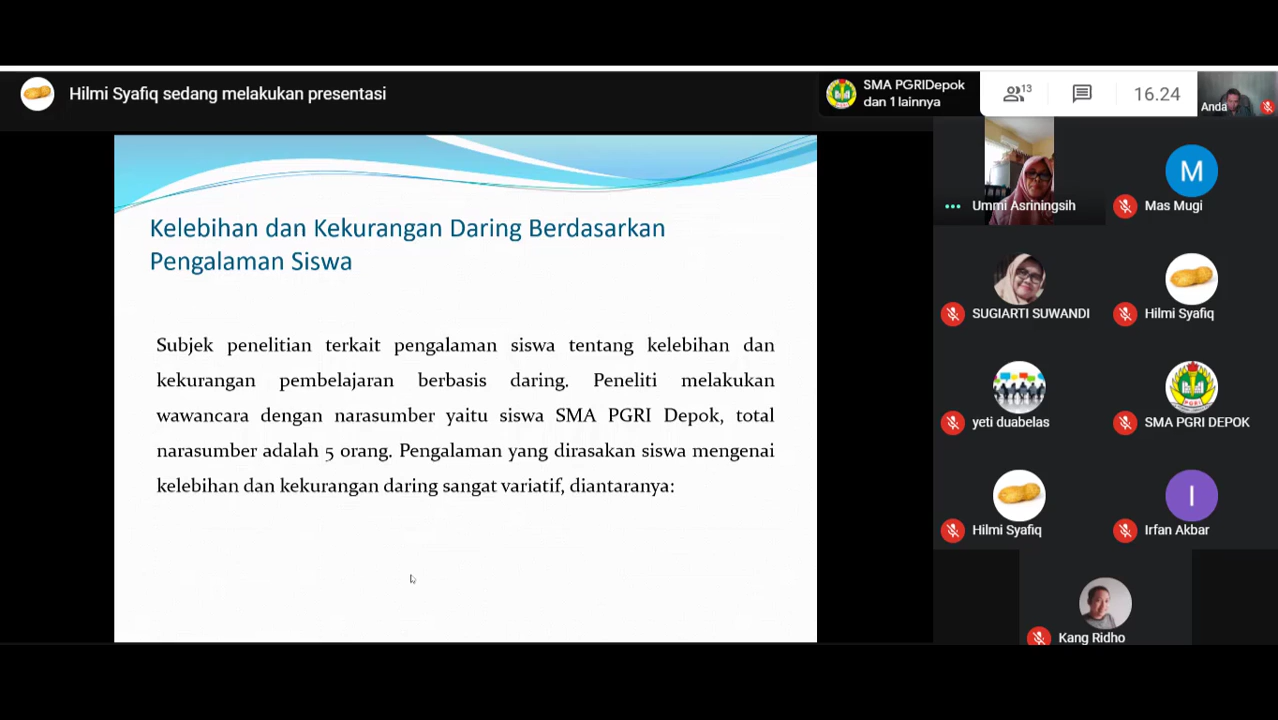 Hilmi Syafiq sedang melakukan presentasi
SMA PGRIDepok
dan 1 lainnya
13
16.24
Anda
Kelebihan dan Kekurangan Daring Berdasarkan
Pengalaman Siswa
Subjek penelitian terkait pengalaman siswa tentang kelebihan dan
kekurangan pembelajaran berbasis daring. Peneliti melakukan
wawancara dengan narasumber yaitu siswa SMA PGRI Depok, total
narasumber adalah 5 orang. Pengalaman yang dirasakan siswa mengenai
kelebihan dan kekurangan daring sangat variatif, diantaranya:
Ummi Asriningsih
M
Mas Mugi
SUGIARTI SUWANDI
Hilmi Syafiq
yeti duabelas
PGRI
SMA PGRI DEPOK
Hilmi Syafiq
I
Irfan Akbar
Kang Ridho